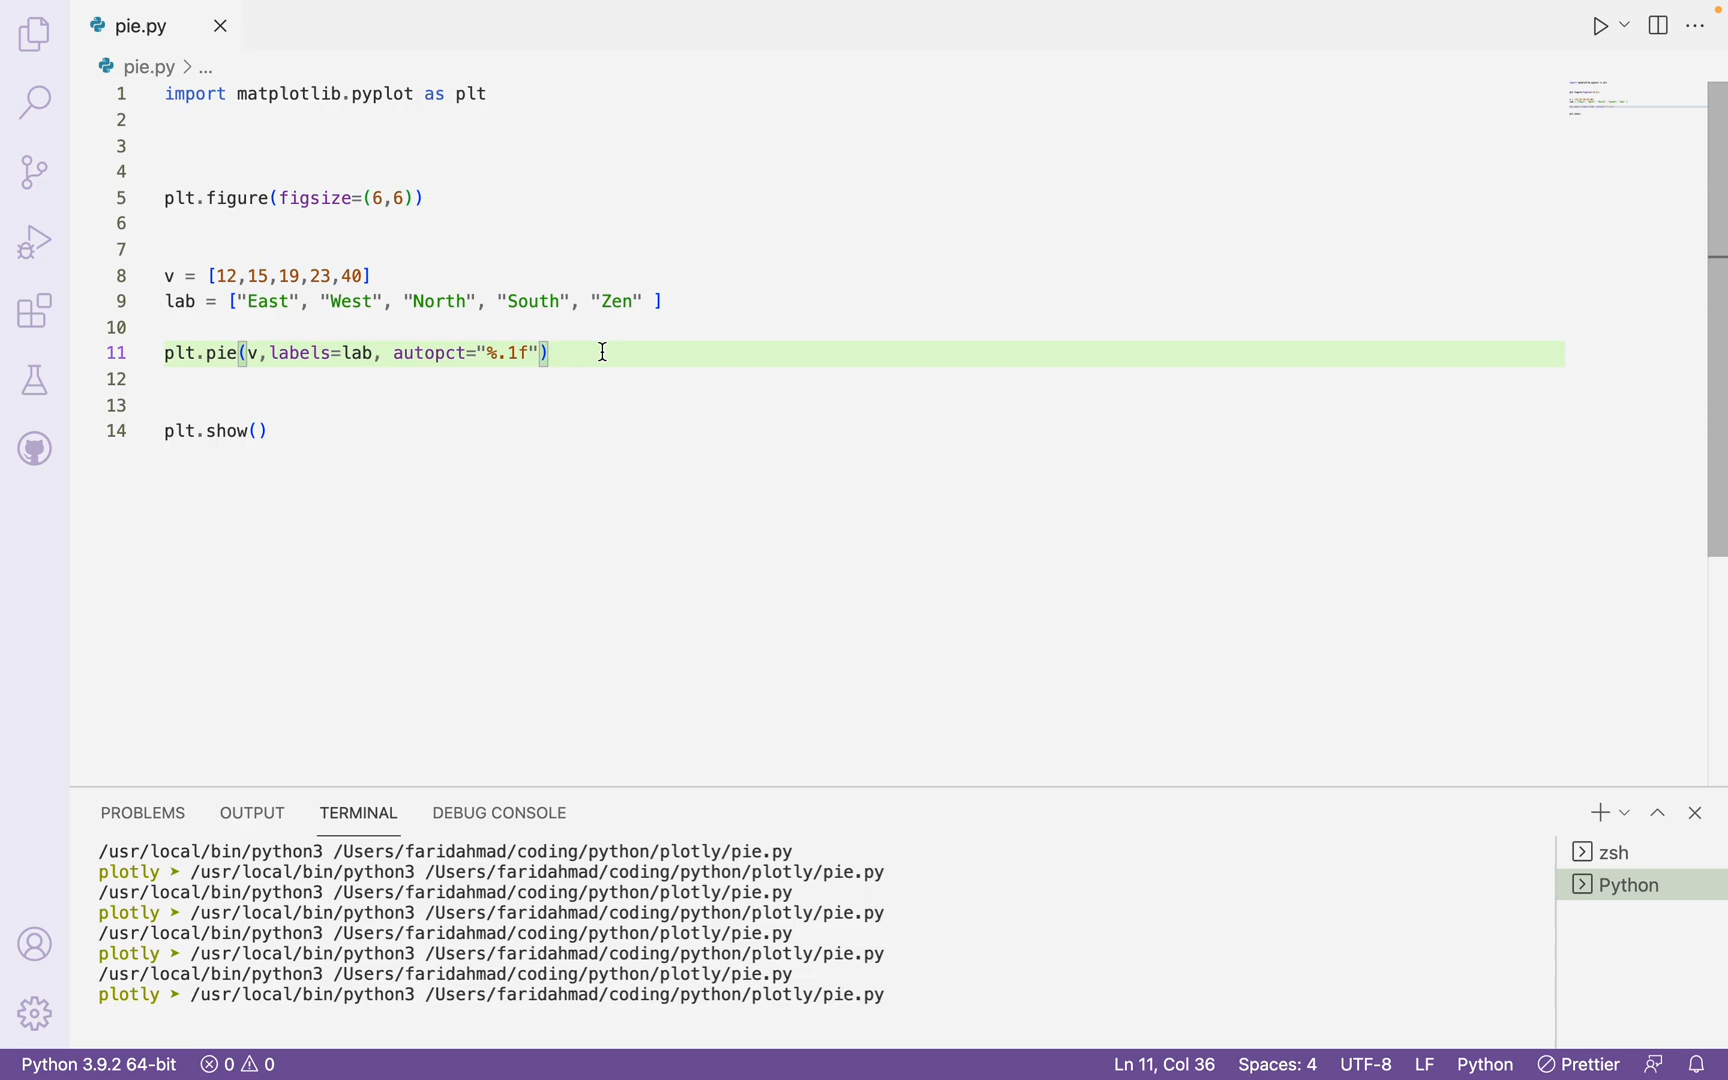 pie.py
pie.py > ...
1 import matplotlib.pyplot as plt
2
3
4
5 plt.figure(figsize=(6,6))
6
7
8 v = [12,15,19,23,40]
9 lab = ["East", "West", "North", "South", "Zen" ]
10
11 plt.pie(v,labels=lab, autopct="%.1f")
12
13
14 plt.show()
PROBLEMS OUTPUT TERMINAL DEBUG CONSOLE
/usr/local/bin/python3 /Users/faridahmad/coding/python/plotly/pie.py
plotly ➤ /usr/local/bin/python3 /Users/faridahmad/coding/python/plotly/pie.py
/usr/local/bin/python3 /Users/faridahmad/coding/python/plotly/pie.py
plotly ➤ /usr/local/bin/python3 /Users/faridahmad/coding/python/plotly/pie.py
/usr/local/bin/python3 /Users/faridahmad/coding/python/plotly/pie.py
plotly ➤ /usr/local/bin/python3 /Users/faridahmad/coding/python/plotly/pie.py
/usr/local/bin/python3 /Users/faridahmad/coding/python/plotly/pie.py
plotly ➤ /usr/local/bin/python3 /Users/faridahmad/coding/python/plotly/pie.py
zsh
Python
Python 3.9.2 64-bit 0 0 Ln 11, Col 36 Spaces: 4 UTF-8 LF Python Prettier